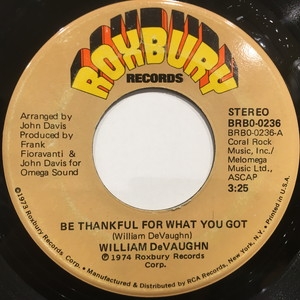 ROXBURY
RECORDS
Arranged by
John Davis
Produced by
Frank
Fioravanti &
John Davis for
Omega Sound
STEREO
BRBO-0236
BRBO-0236-A
Coral Rock
Music, Inc./
Melomega
Music Ltd.,
ASCAP
3:25
BE THANKFUL FOR WHAT YOU GOT
(William DeVaughn)
WILLIAM DeVAUGHN
Ⓟ 1974 Roxbury Records
Corp.
©1973 Roxbury Records Corp. • Manufactured & Distributed by RCA Records, New York, N.Y. • Printed in U.S.A.